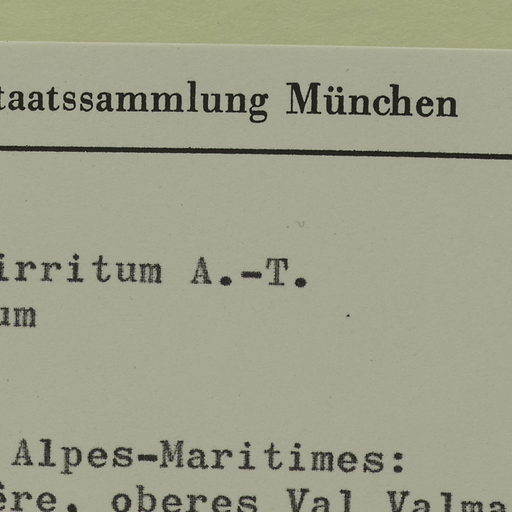 taatssammlung München
irritum A.-T.
um
Alpes-Maritimes:
ère, oberes Val Valma